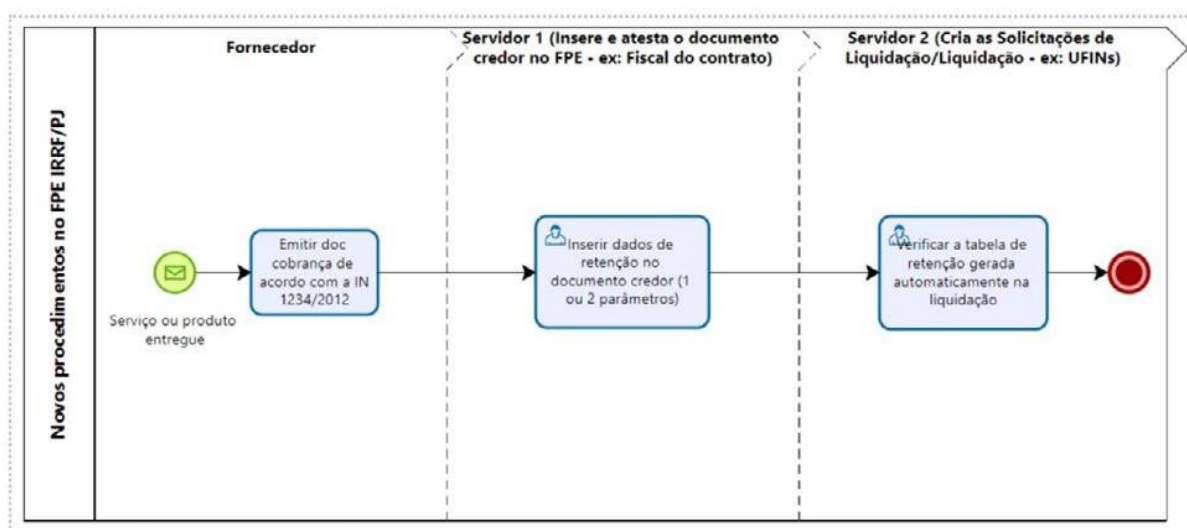 Novos procedimentos no FPE IRRF/PJ
Fornecedor
Servidor 1 (Insere e atesta o documento
credor no FPE - ex: Fiscal do contrato)
Servidor 2 (Cria as Solicitações de
Liquidação/Liquidação - ex: UFINs)
Serviço ou produto
entregue
Emitir doc
cobrança de
acordo com a IN
1234/2012
Inserir dados de
retenção no
documento credor (1
ou 2 parâmetros)
Verificar a tabela de
retenção gerada
automaticamente na
liquidação